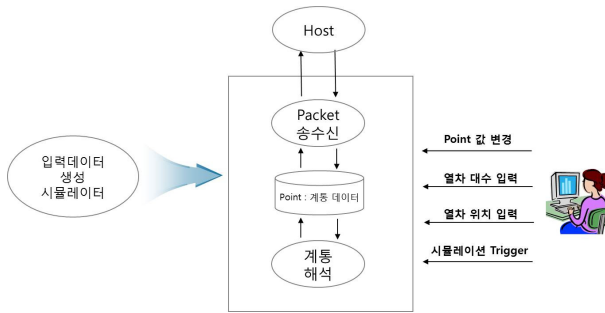 Host
Packet
송수신
Point : 계통 데이터
계통
해석
입력데이터
생성
시뮬레이터
Point 값 변경
열차 대수 입력
열차 위치 입력
시뮬레이션 Trigger